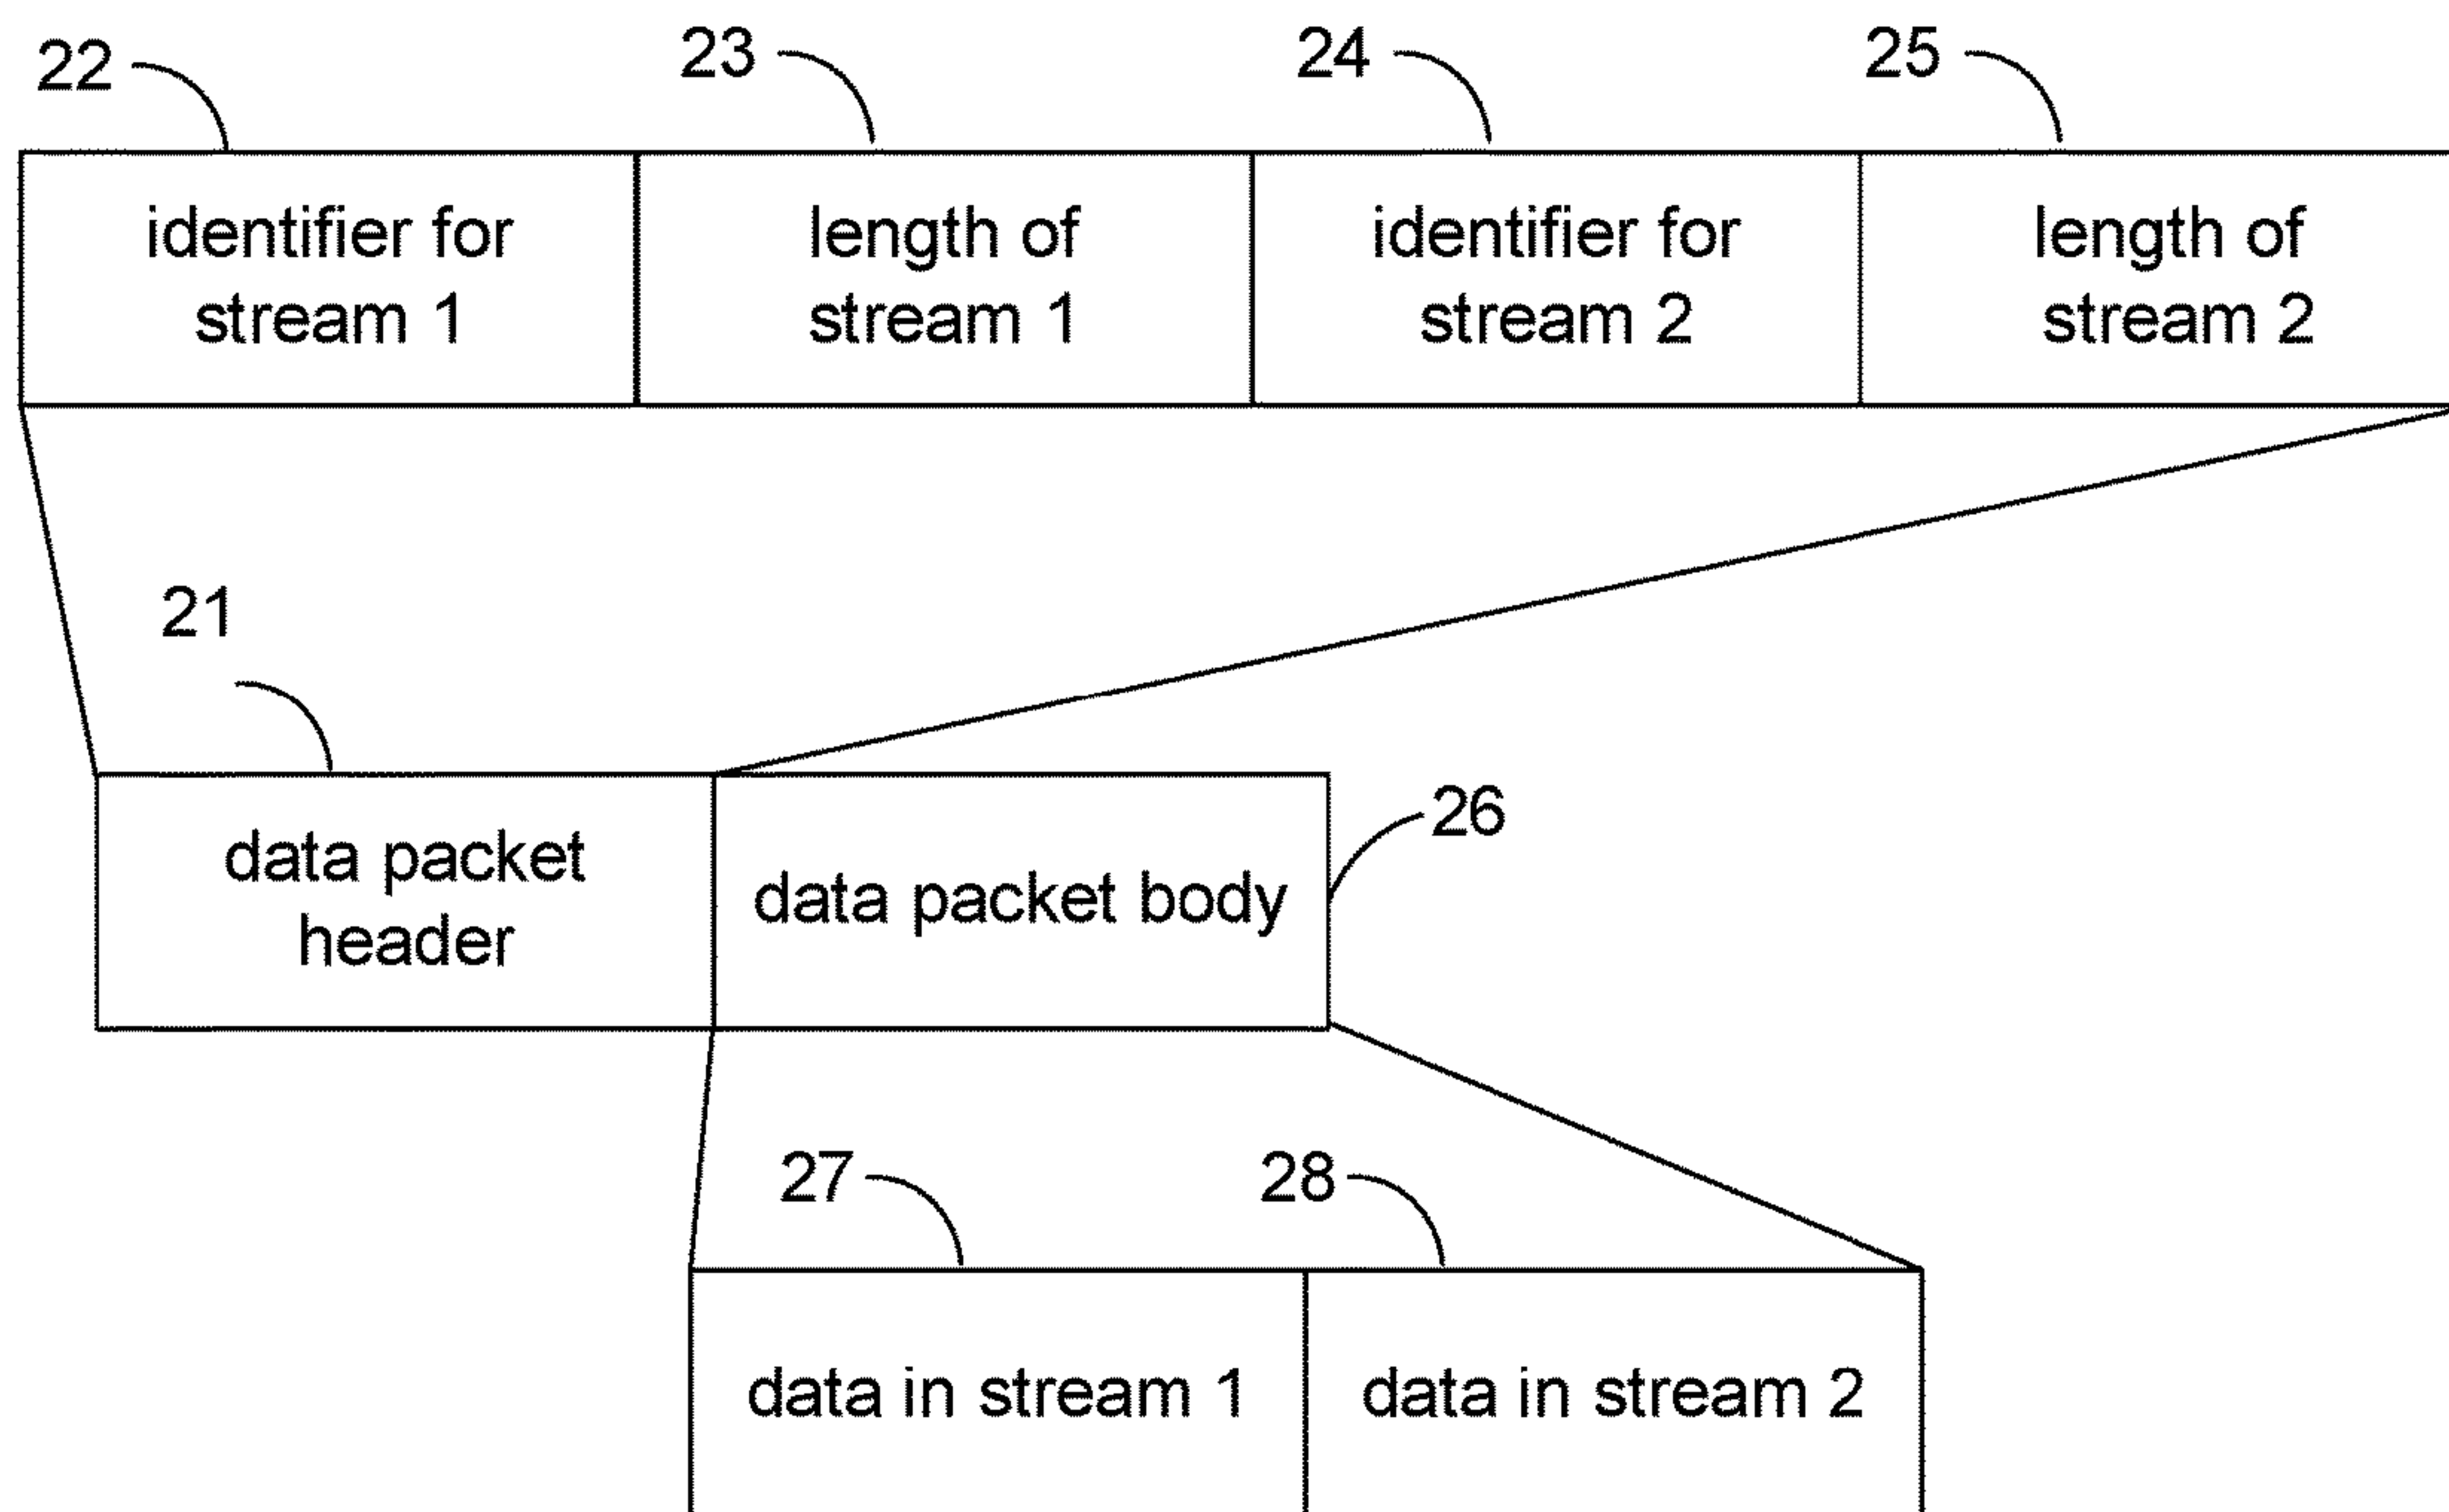 22
23
24
25
identifier for
stream 1
length of
stream 1
identifier for
stream 2
length of
stream 2
21
data packet
header
data packet body
26
27
28
data in stream 1
data in stream 2